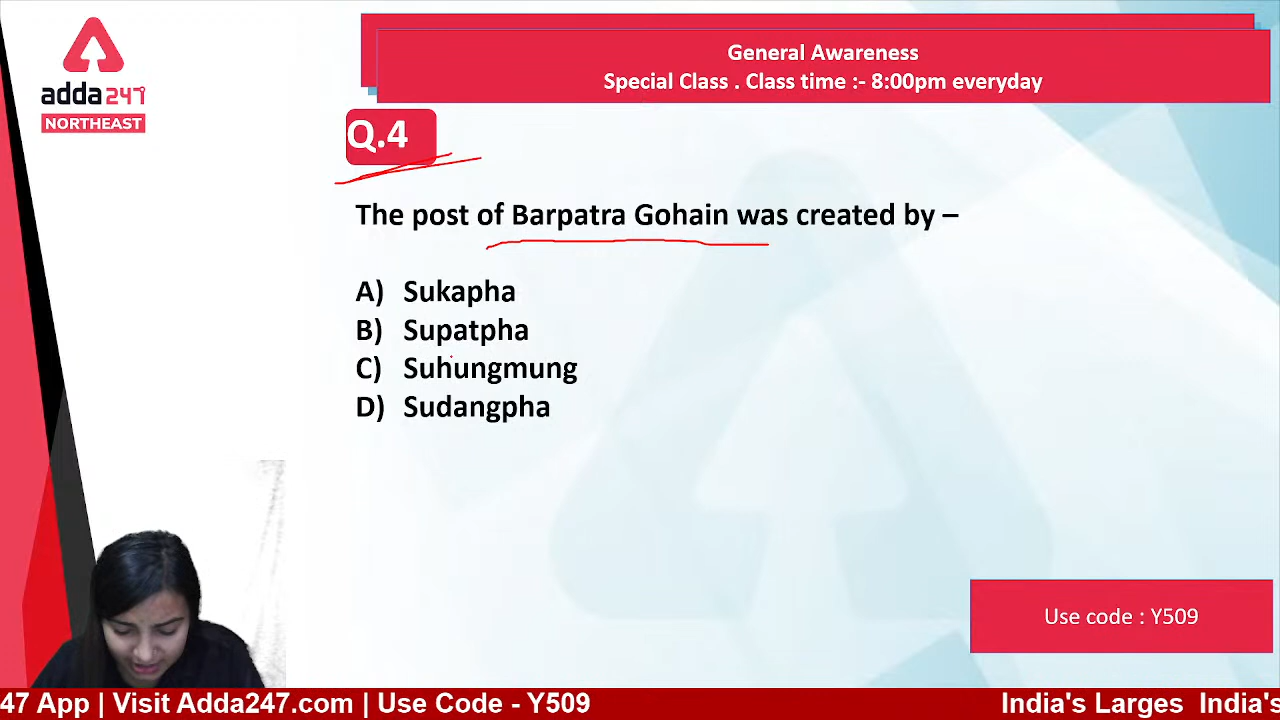 adda247
NORTHEAST
General Awareness
Special Class . Class time :- 8:00pm everyday
Q.4
The post of Barpatra Gohain was created by –
A) Sukapha
B) Supatpha
C) Suhungmung
D) Sudangpha
Use code : Y509
47 App | Visit Adda247.com | Use Code - Y509 India's Larges India's